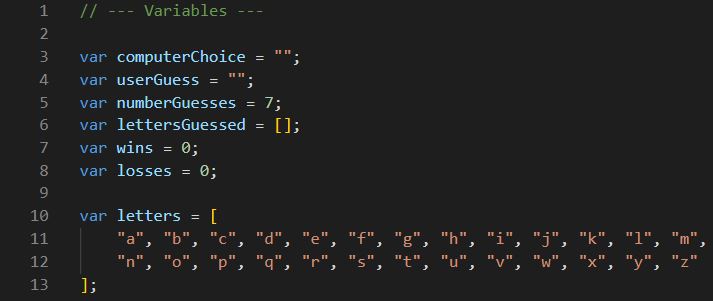 1 // --- Variables ---
2
3 var computerChoice = "";
4 var userGuess = "";
5 var numberGuesses = 7;
6 var lettersGuessed = [];
7 var wins = 0;
8 var losses = 0;
9
10 var letters = [
11 "a", "b", "c", "d", "e", "f", "g", "h", "i", "j", "k", "l", "m",
12 "n", "o", "p", "q", "r", "s", "t", "u", "v", "w", "x", "y", "z"
13 ];